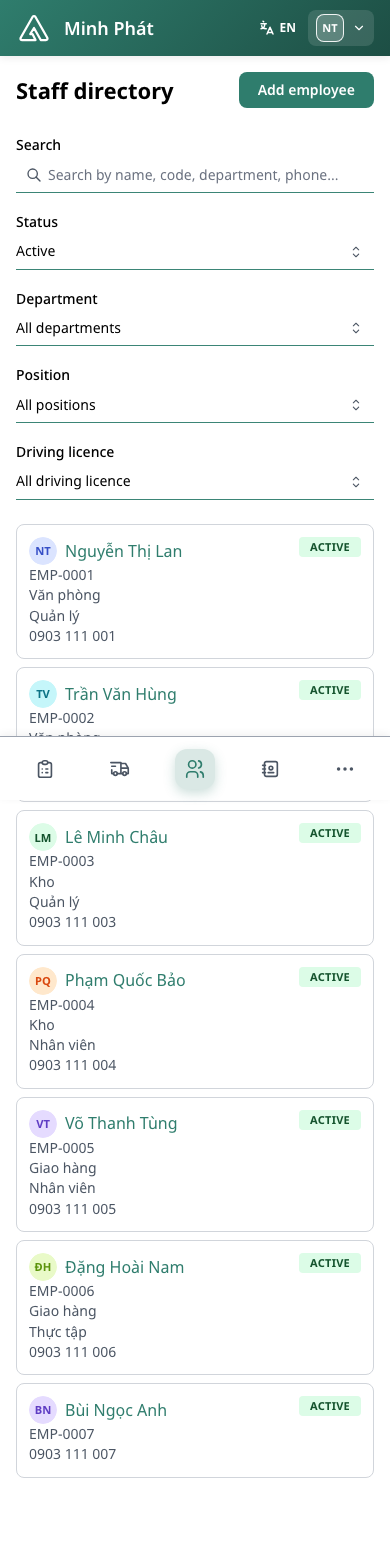 Minh Phát
EN
NT
Staff directory
Add employee
Search
Search by name, code, department, phone...
Status
Active
Department
All departments
Position
All positions
Driving licence
All driving licence
NT
Nguyễn Thị Lan
ACTIVE
EMP-0001
Văn phòng
Quản lý
0903 111 001
TV
Trần Văn Hùng
ACTIVE
EMP-0002
Văn phòng
LM
Lê Minh Châu
ACTIVE
EMP-0003
Kho
Quản lý
0903 111 003
PQ
Phạm Quốc Bảo
ACTIVE
EMP-0004
Kho
Nhân viên
0903 111 004
VT
Võ Thanh Tùng
ACTIVE
EMP-0005
Giao hàng
Nhân viên
0903 111 005
ĐH
Đặng Hoài Nam
ACTIVE
EMP-0006
Giao hàng
Thực tập
0903 111 006
BN
Bùi Ngọc Anh
ACTIVE
EMP-0007
0903 111 007